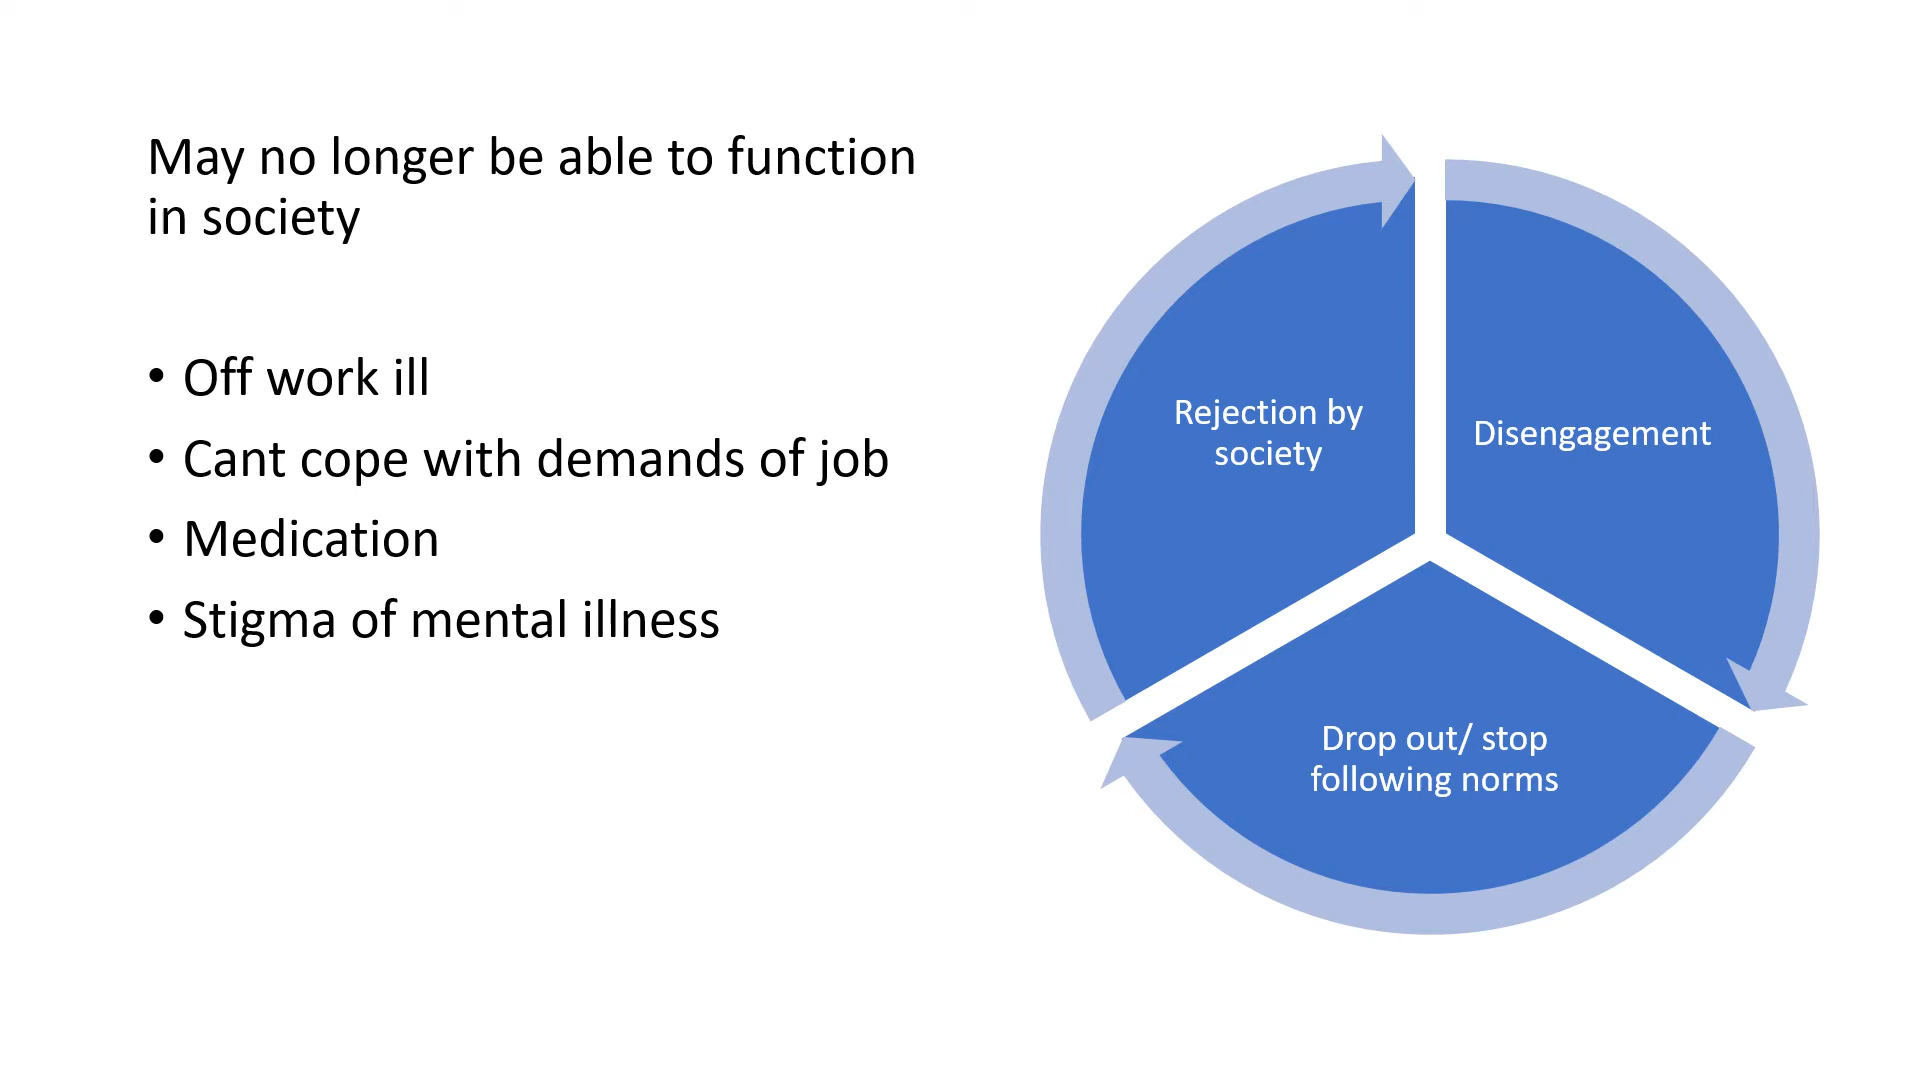 May no longer be able to function
in society
• Off work ill
• Cant cope with demands of job
• Medication
• Stigma of mental illness
Rejection by
society
Disengagement
Drop out/ stop
following norms